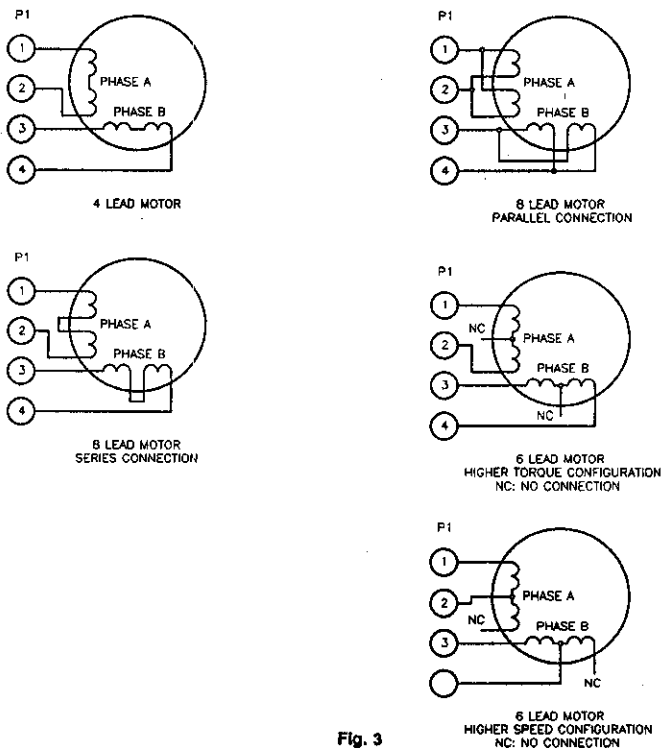 P1
1
PHASE A
2
PHASE B
3
4
4 LEAD MOTOR
P1
1
PHASE A
2
PHASE B
3
4
8 LEAD MOTOR
PARALLEL CONNECTION
P1
1
PHASE A
2
PHASE B
3
4
8 LEAD MOTOR
SERIES CONNECTION
P1
1
NC
PHASE A
2
PHASE B
3
NC
4
6 LEAD MOTOR
HIGHER TORQUE CONFIGURATION
NC: NO CONNECTION
P1
1
PHASE A
2
NC
PHASE B
3
NC
6 LEAD MOTOR
HIGHER SPEED CONFIGURATION
NC: NO CONNECTION
Fig. 3